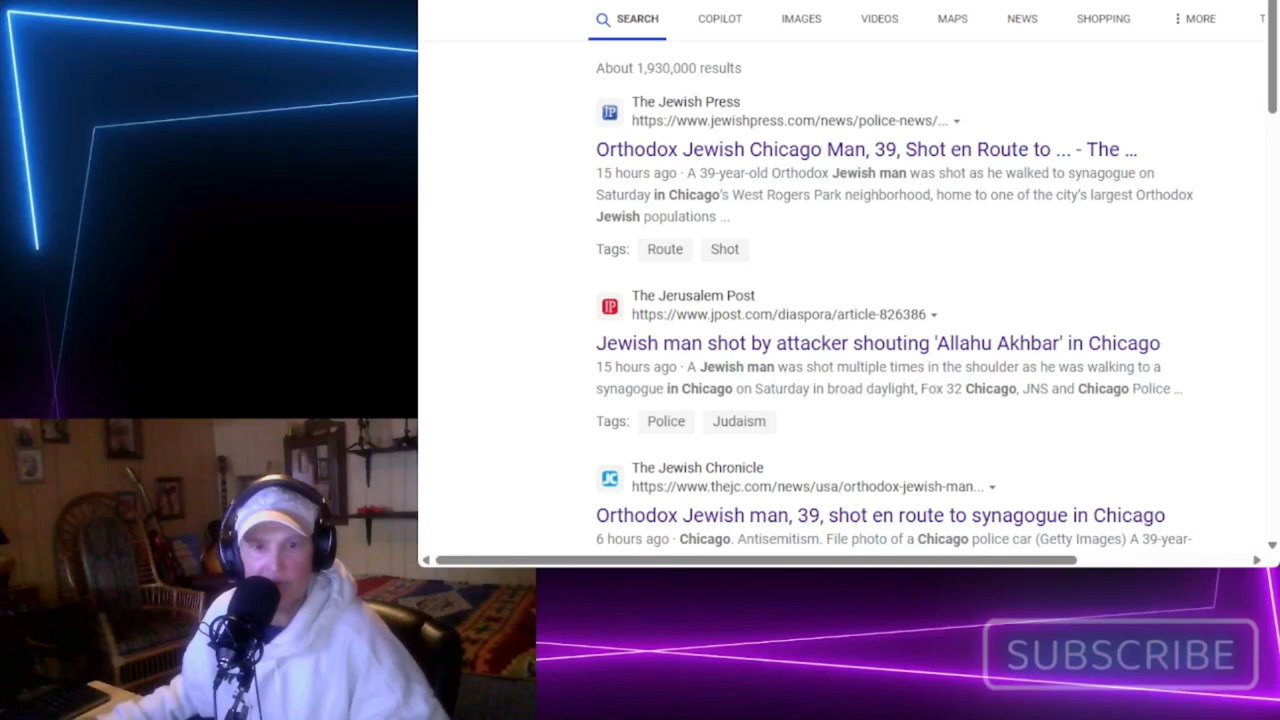 SEARCH COPILOT IMAGES VIDEOS MAPS NEWS SHOPPING MORE T
About 1,930,000 results
JP
The Jewish Press
https://www.jewishpress.com/news/police-news/...
Orthodox Jewish Chicago Man, 39, Shot en Route to ... - The ...
15 hours ago · A 39-year-old Orthodox Jewish man was shot as he walked to synagogue on
Saturday in Chicago's West Rogers Park neighborhood, home to one of the city's largest Orthodox
Jewish populations ...
Tags: Route Shot
JP
The Jerusalem Post
https://www.jpost.com/diaspora/article-826386
Jewish man shot by attacker shouting 'Allahu Akhbar' in Chicago
15 hours ago · A Jewish man was shot multiple times in the shoulder as he was walking to a
synagogue in Chicago on Saturday in broad daylight, Fox 32 Chicago, JNS and Chicago Police ...
Tags: Police Judaism
JC
The Jewish Chronicle
https://www.thejc.com/news/usa/orthodox-jewish-man...
Orthodox Jewish man, 39, shot en route to synagogue in Chicago
6 hours ago · Chicago. Antisemitism. File photo of a Chicago police car (Getty Images) A 39-year-
SUBSCRIBE